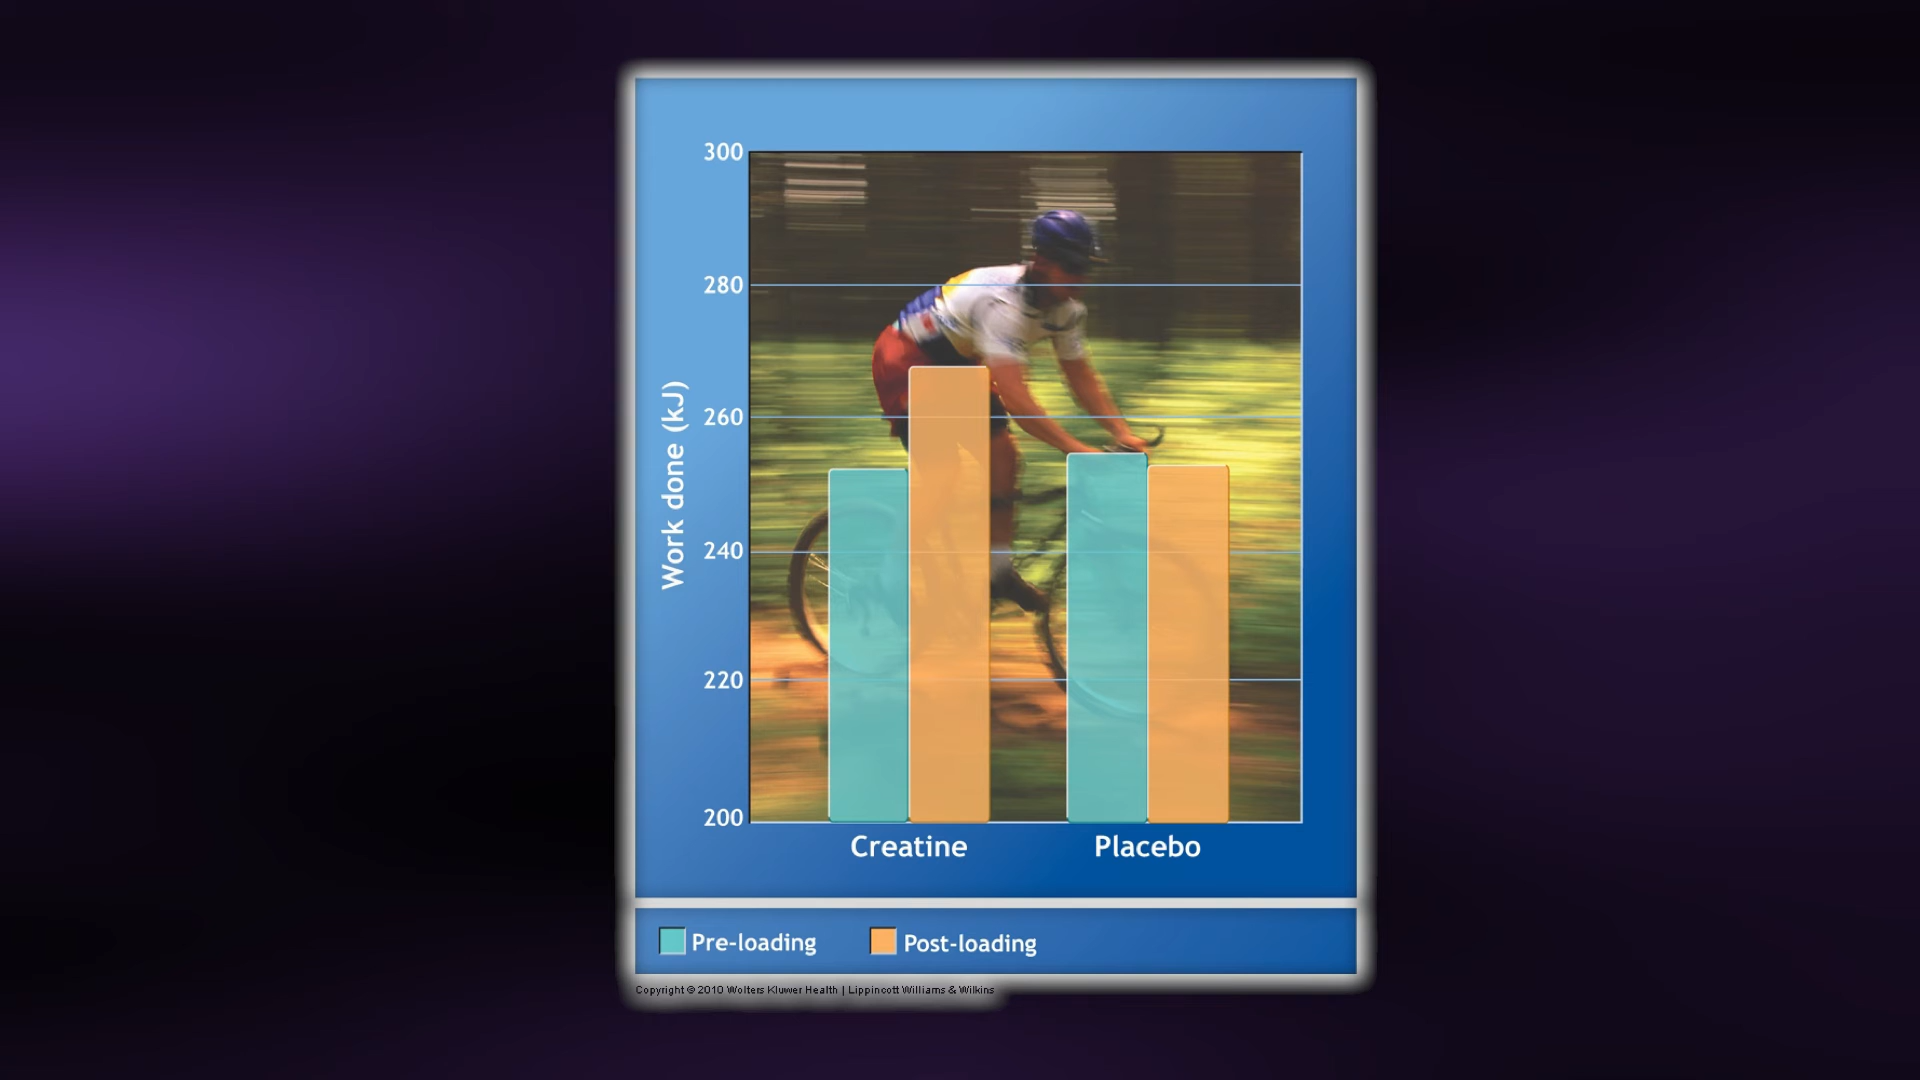 300
280
260
240
220
200
Work done (kJ)
Creatine
Placebo
Pre-loading
Post-loading
Copyright © 2010 Wolters Kluwer Health | Lippincott Williams & Wilkins